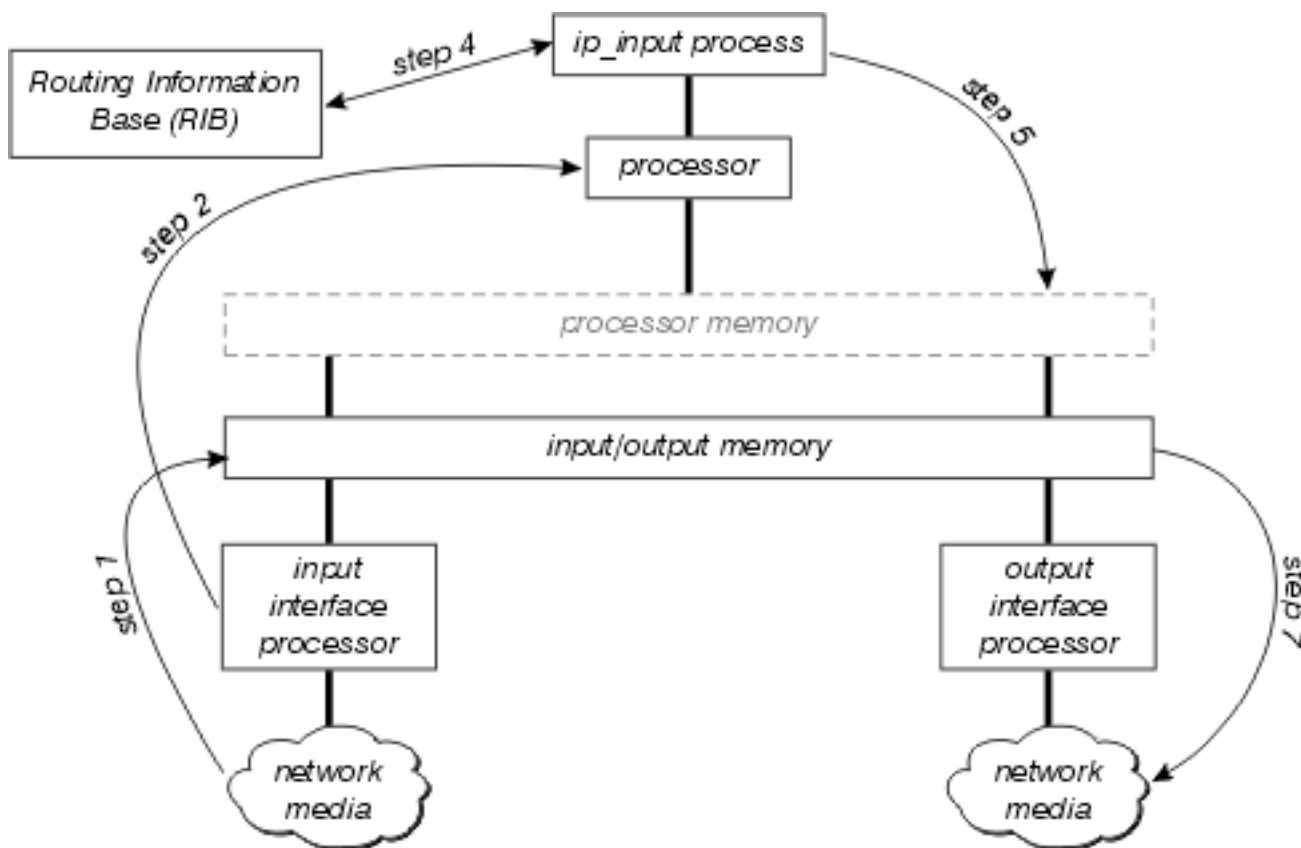 step 4
ip_input process
Routing Information
Base (RIB)
step 5
processor
step 2
processor memory
input/output memory
step 1
input
interface
processor
output
interface
processor
step 7
network
media
network
media